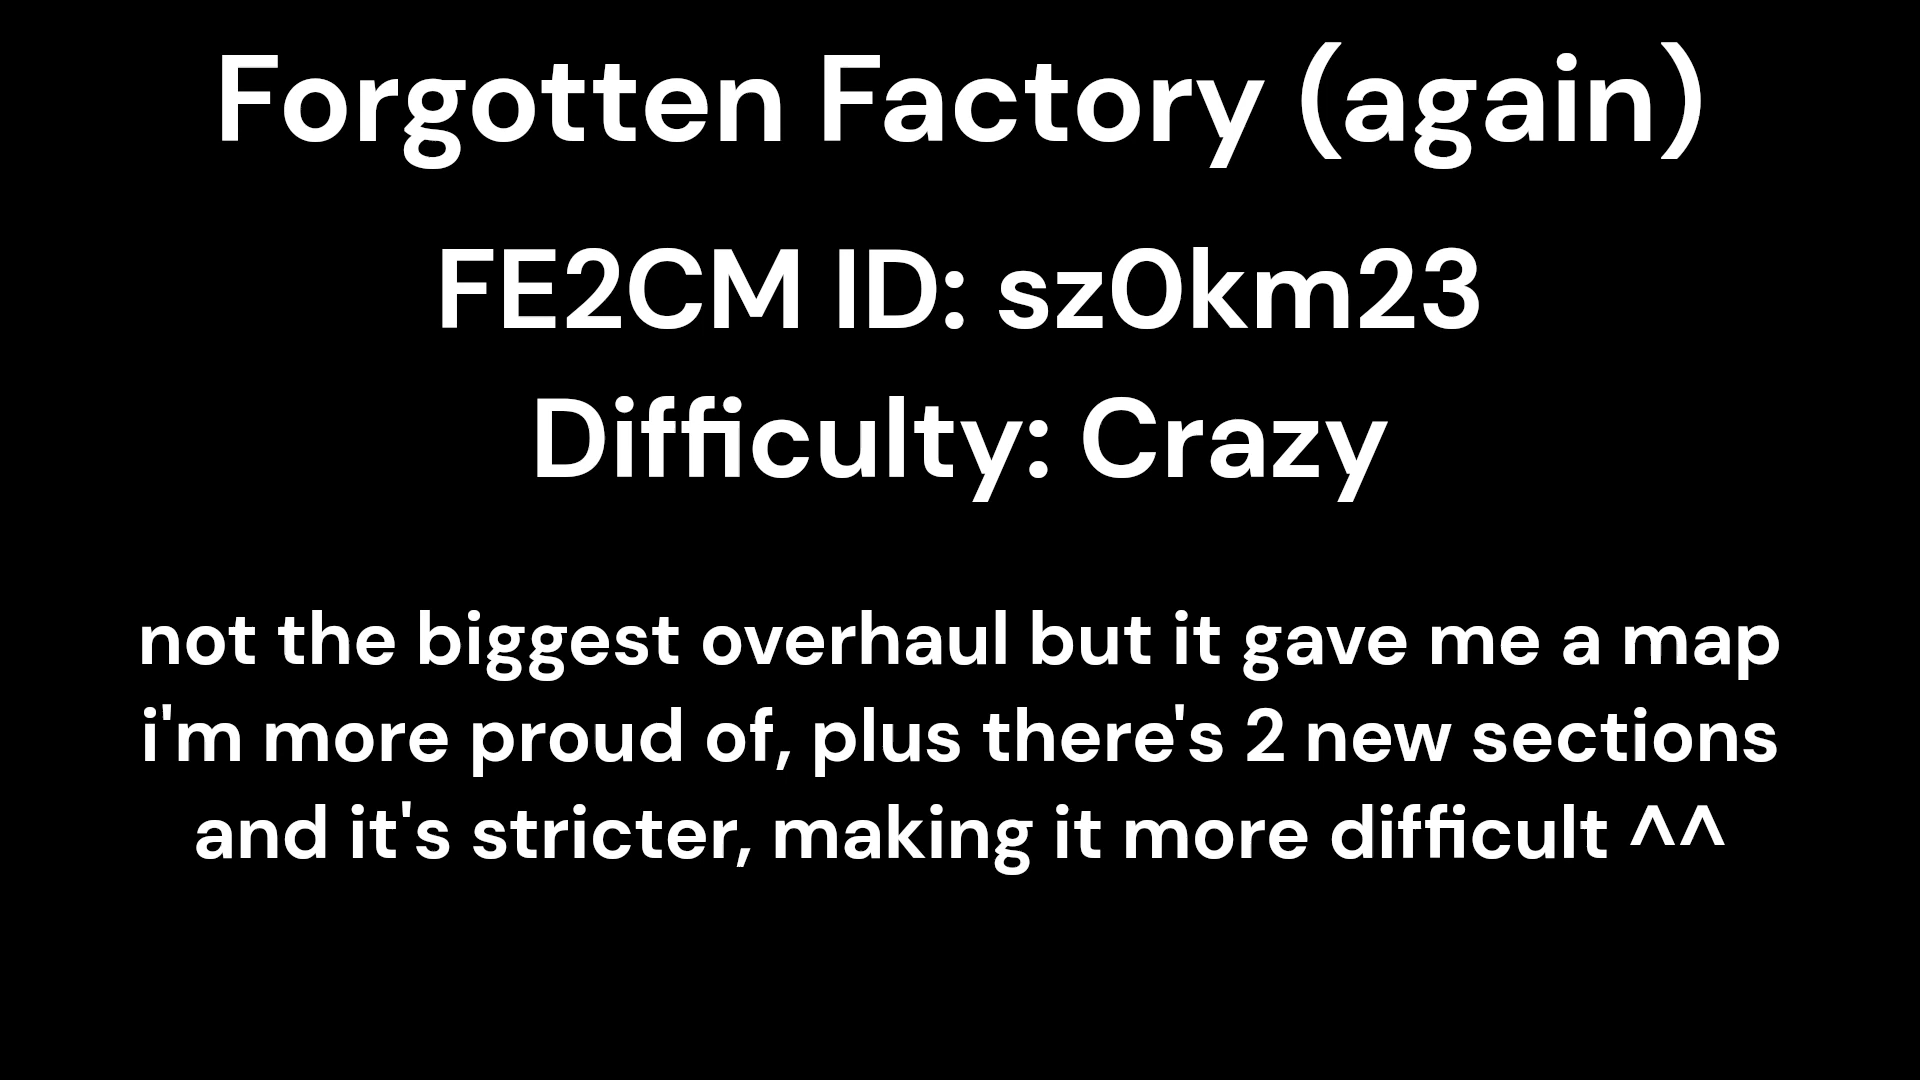 Forgotten Factory (again)
FE2CM ID: sz0km23
Difficulty: Crazy
not the biggest overhaul but it gave me a map
i'm more proud of, plus there's 2 new sections
and it's stricter, making it more difficult ^^